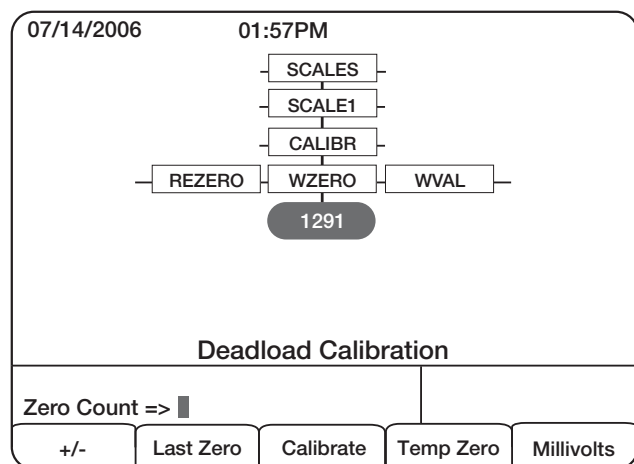 07/14/2006 01:57PM
SCALES
SCALE1
CALIBR
REZERO WZERO WVAL
1291
Deadload Calibration
Zero Count =>
+/- Last Zero Calibrate Temp Zero Millivolts